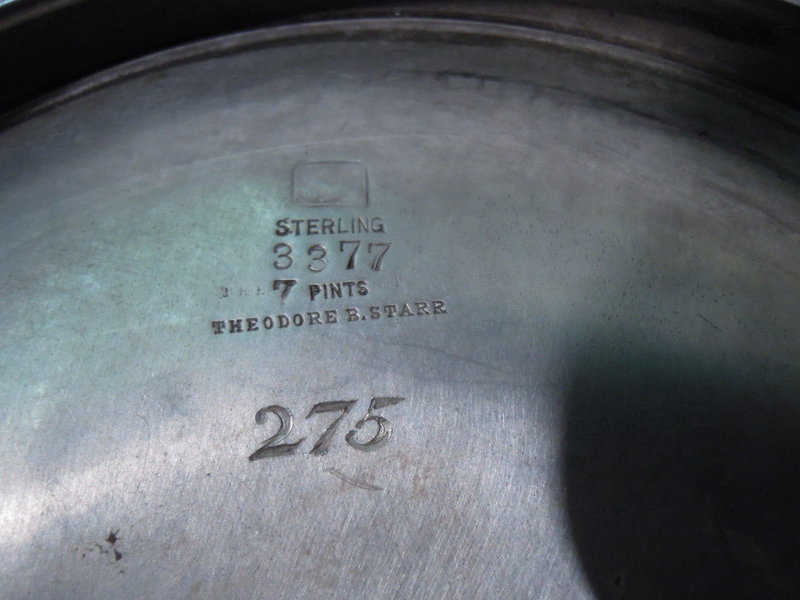 STERLING
3377
7 PINTS
THEODORE B. STARR
275